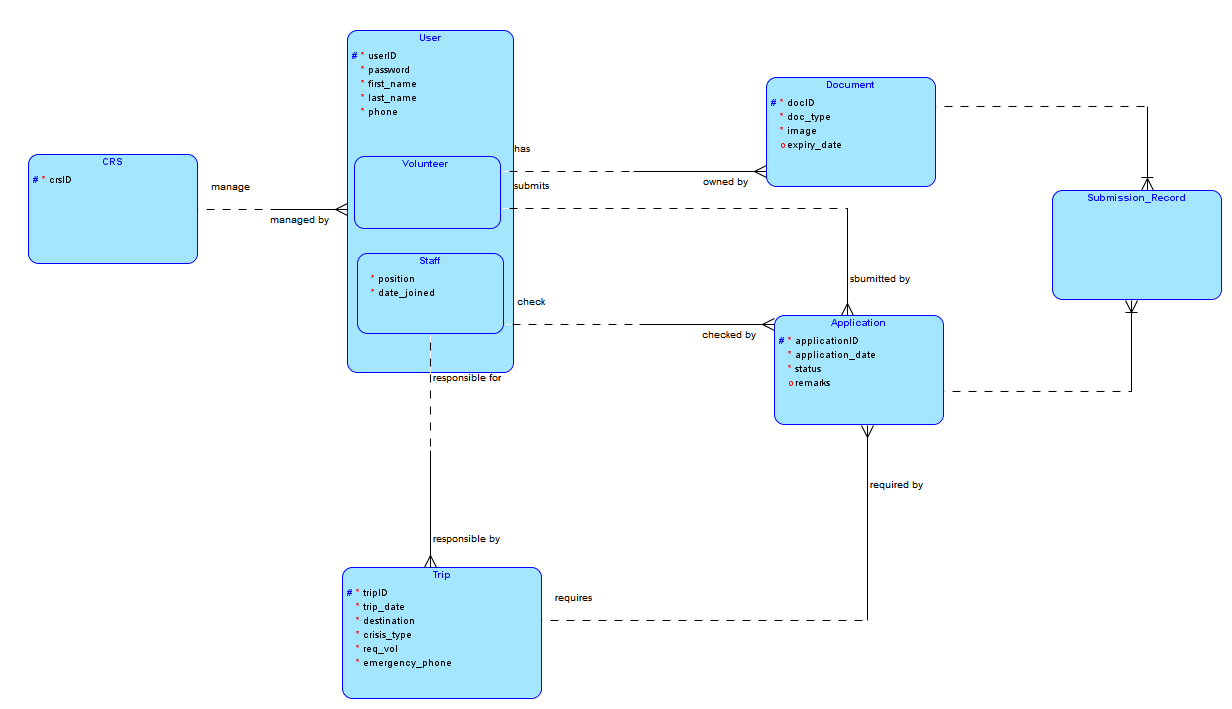 User
# * userID
* password
* first_name
* last_name
* phone
Volunteer
Staff
* position
* date_joined
CRS
# * crsID
manage
managed by
has
owned by
submits
sbumitted by
check
checked by
responsible for
responsible by
Document
# * docID
* doc_type
* image
o expiry_date
Submission_Record
Application
# * applicationID
* application_date
* status
o remarks
required by
requires
Trip
# * tripID
* trip_date
* destination
* crisis_type
* req_vol
* emergency_phone